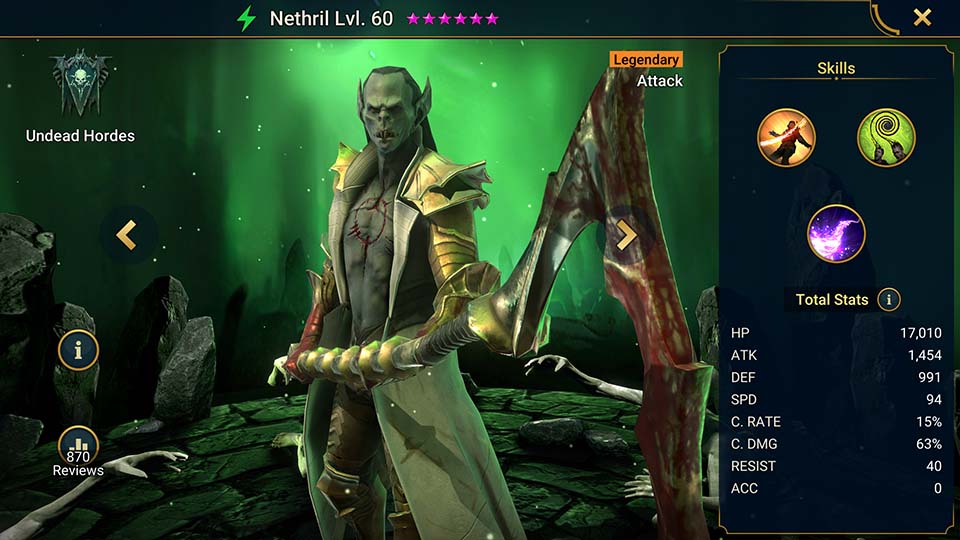 Nethril Lvl. 60
Undead Hordes
Legendary
Attack
870
Reviews
Skills
Total Stats
HP 17,010
ATK 1,454
DEF 991
SPD 94
C. RATE 15%
C. DMG 63%
RESIST 40
ACC 0